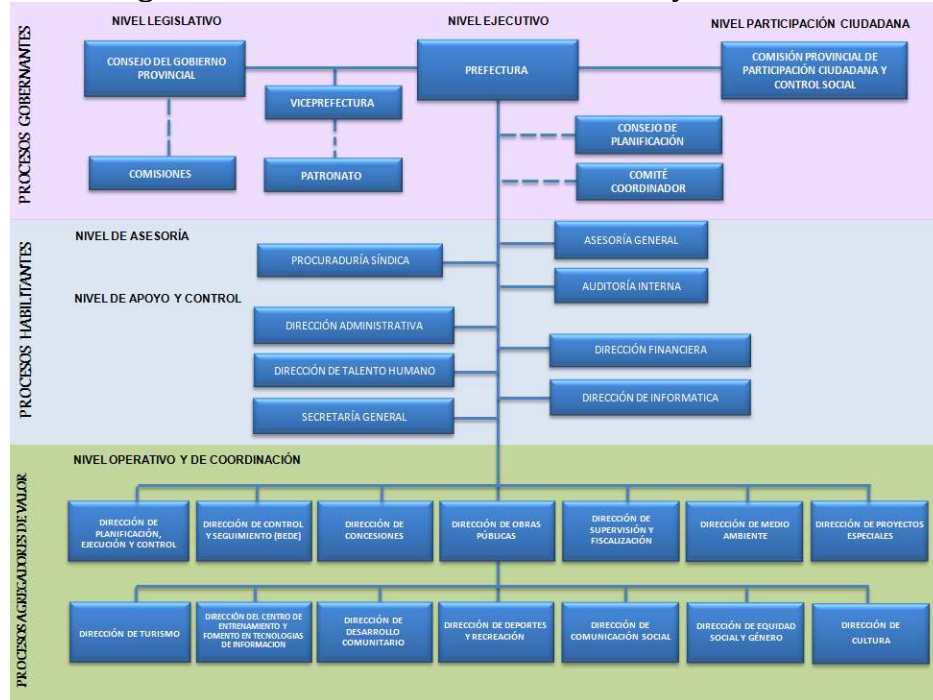 NIVEL LEGISLATIVO
NIVEL EJECUTIVO
NIVEL PARTICIPACIÓN CIUDADANA
PROCESOS GOBERNANTES
CONSEJO DEL GOBIERNO
PROVINCIAL
PREFECTURA
COMISIÓN PROVINCIAL DE
PARTICIPACIÓN CIUDADANA Y
CONTROL SOCIAL
VICEPREFECTURA
CONSEJO DE
PLANIFICACIÓN
COMISIONES
PATRONATO
COMITÉ
COORDINADOR
PROCESOS HABILITANTES
NIVEL DE ASESORÍA
ASESORÍA GENERAL
PROCURADURÍA SÍNDICA
AUDITORÍA INTERNA
NIVEL DE APOYO Y CONTROL
DIRECCIÓN ADMINISTRATIVA
DIRECCIÓN FINANCIERA
DIRECCIÓN DE TALENTO HUMANO
DIRECCIÓN DE INFORMATICA
SECRETARÍA GENERAL
PROCESOS AGREGADORES DE VALOR
NIVEL OPERATIVO Y DE COORDINACIÓN
DIRECCIÓN DE
PLANIFICACIÓN,
EJECUCIÓN Y CONTROL
DIRECCIÓN DE CONTROL
Y SEGUIMIENTO (BEDE)
DIRECCIÓN DE
CONCESIONES
DIRECCIÓN DE OBRAS
PÚBLICAS
DIRECCIÓN DE
SUPERVISIÓN Y
FISCALIZACIÓN
DIRECCIÓN DE MEDIO
AMBIENTE
DIRECCIÓN DE PROYECTOS
ESPECIALES
DIRECCIÓN DE TURISMO
DIRECCIÓN DEL CENTRO DE
ENTRENAMIENTO Y
FOMENTO EN TECNOLOGIAS
DE INFORMACION
DIRECCIÓN DE
DESARROLLO
COMUNITARIO
DIRECCIÓN DE DEPORTES
Y RECREACIÓN
DIRECCIÓN DE
COMUNICACIÓN SOCIAL
DIRECCIÓN DE EQUIDAD
SOCIAL Y GÉNERO
DIRECCIÓN DE
CULTURA